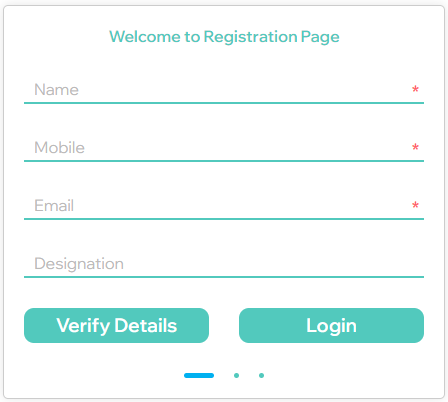 Welcome to Registration Page
Name *
Mobile *
Email *
Designation
Verify Details Login